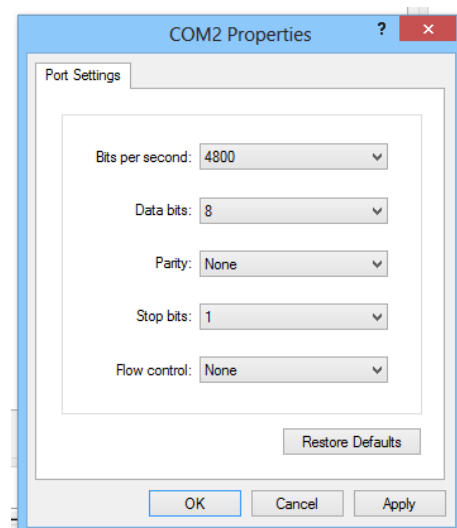 COM2 Properties ? ×
Port Settings
Bits per second: 4800
Data bits: 8
Parity: None
Stop bits: 1
Flow control: None
Restore Defaults
OK Cancel Apply